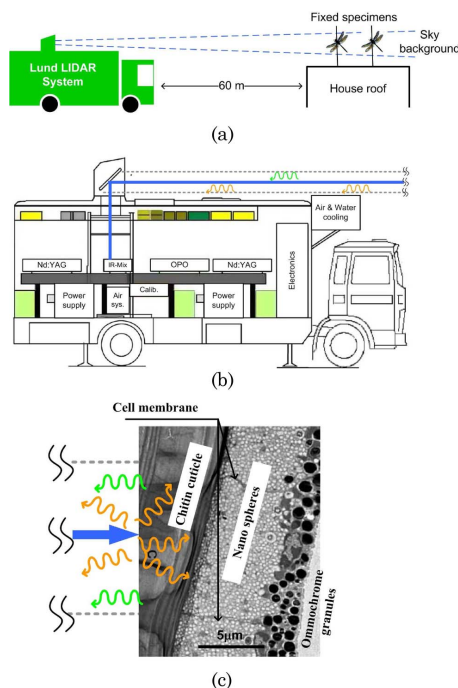 Fixed specimens
Sky
background
Lund LIDAR
System
60 m
House roof
(a)
Air & Water
cooling
Nd:YAG
IR-Mix
OPO
Nd:YAG
Electronics
Power
supply
Air
sys.
Calib.
Power
supply
(b)
Cell membrane
Chitin cuticle
Nano spheres
Ommochrome
granules
5μm
(c)